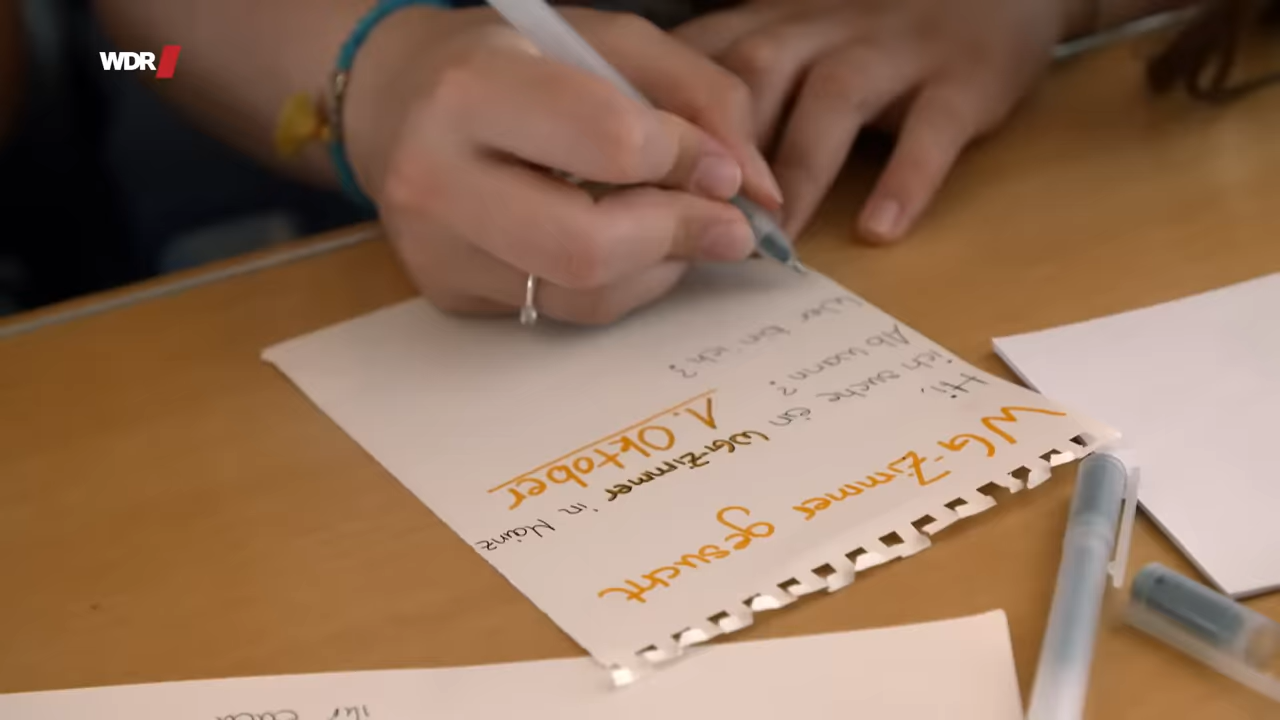 WDR
WG-Zimmer gesucht
Hi,
ich suche ein WG-Zimmer in Mainz
Ab wann? 1. Oktober
Wer bin ich?